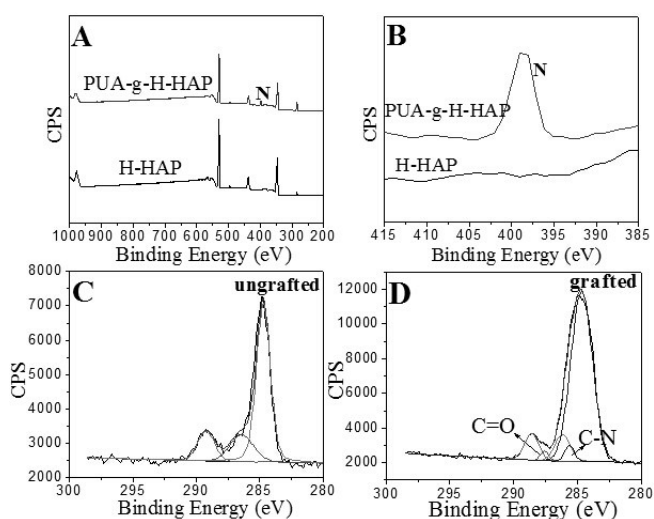 A
PUA-g-H-HAP
N
H-HAP
CPS
1000 900 800 700 600 500 400 300 200
Binding Energy (eV)
B
N
PUA-g-H-HAP
H-HAP
CPS
415 410 405 400 395 390 385
Binding Energy (eV)
C
ungrafted
8000
7000
6000
5000
4000
3000
2000
CPS
300 295 290 285 280
Binding Energy (eV)
D
grafted
12000
10000
8000
6000
4000
2000
C=O
C-N
CPS
300 295 290 285 280
Binding Energy (eV)